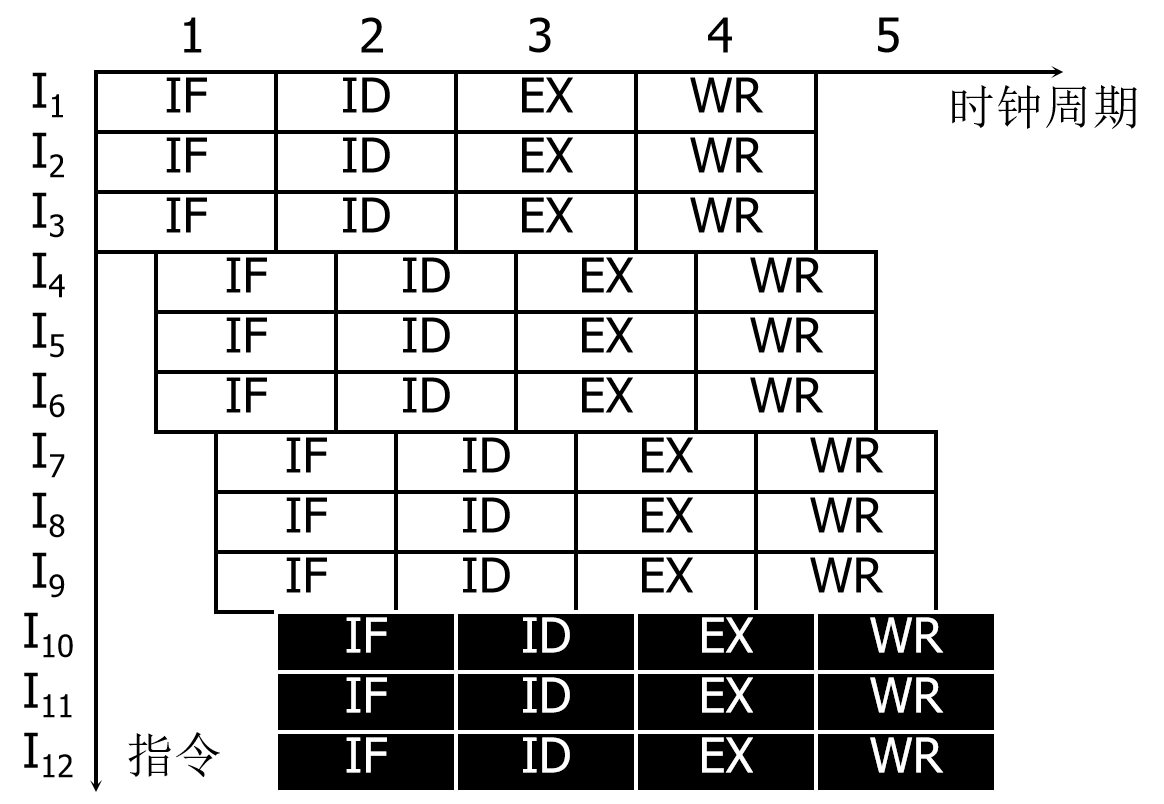 1 2 3 4 5
时钟周期
I1 IF ID EX WR
I2 IF ID EX WR
I3 IF ID EX WR
I4 IF ID EX WR
I5 IF ID EX WR
I6 IF ID EX WR
I7 IF ID EX WR
I8 IF ID EX WR
I9 IF ID EX WR
I10 IF ID EX WR
I11 IF ID EX WR
I12 IF ID EX WR
指令